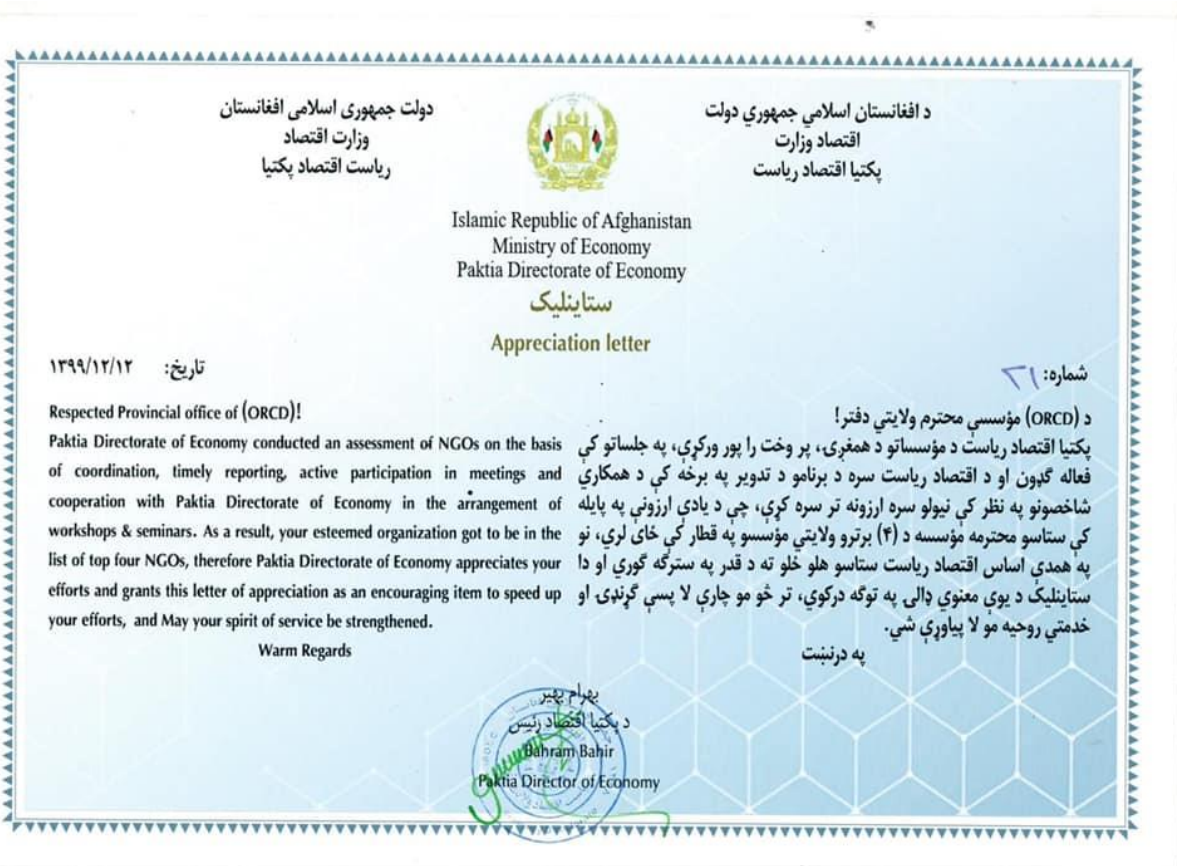 د افغانستان اسلامي جمهوري دولت
اقتصاد وزارت
پکتیا اقتصاد ریاست
دولت جمهوری اسلامی افغانستان
وزارت اقتصاد
ریاست اقتصاد پکتیا
Islamic Republic of Afghanistan
Ministry of Economy
Paktia Directorate of Economy
ستاینلیک
Appreciation letter
شماره: ۳۱
تاریخ: ۱۳۹۹/۱۲/۱۲
د (ORCD) مؤسسې محترم ولایتي دفتر!
پکتیا اقتصاد ریاست د مؤسساتو د همغږۍ، پر وخت را پور ورکړې، په جلساتو کې
فعاله ګډون او د اقتصاد ریاست سره د برنامو د تدویر په برخه کې د همکارۍ
شاخصونو په نظر کې نیولو سره ارزونه تر سره کړې، چې د یادې ارزونې په پایله
کې ستاسو محترمه مؤسسه د (۴) برترو ولایتي مؤسسو په قطار کې ځای لري، نو
په همدې اساس اقتصاد ریاست ستاسو هلو ځلو ته د قدر په سترګه ګوري او دا
ستاینلیک د یوې معنوي ډالۍ په توګه درکوي، تر څو مو چارې لا پسې ګړندۍ او
خدمتي روحیه مو لا پیاوړې شي.
په درنښت
Respected Provincial office of (ORCD)!
Paktia Directorate of Economy conducted an assessment of NGOs on the basis
of coordination, timely reporting, active participation in meetings and
cooperation with Paktia Directorate of Economy in the arrangement of
workshops & seminars. As a result, your esteemed organization got to be in the
list of top four NGOs, therefore Paktia Directorate of Economy appreciates your
efforts and grants this letter of appreciation as an encouraging item to speed up
your efforts, and May your spirit of service be strengthened.
Warm Regards
بهرام بهیر
د پکتیا اقتصاد رئیس
Bahram Bahir
Paktia Director of Economy